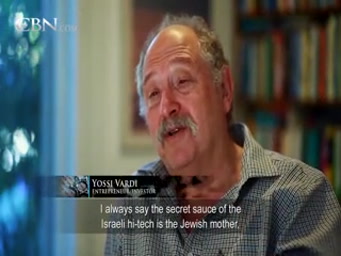 CBN.com
YOSSI VARDI
ENTREPRENEUR/INVESTOR
I always say the secret sauce of the
Israeli hi-tech is the Jewish mother,